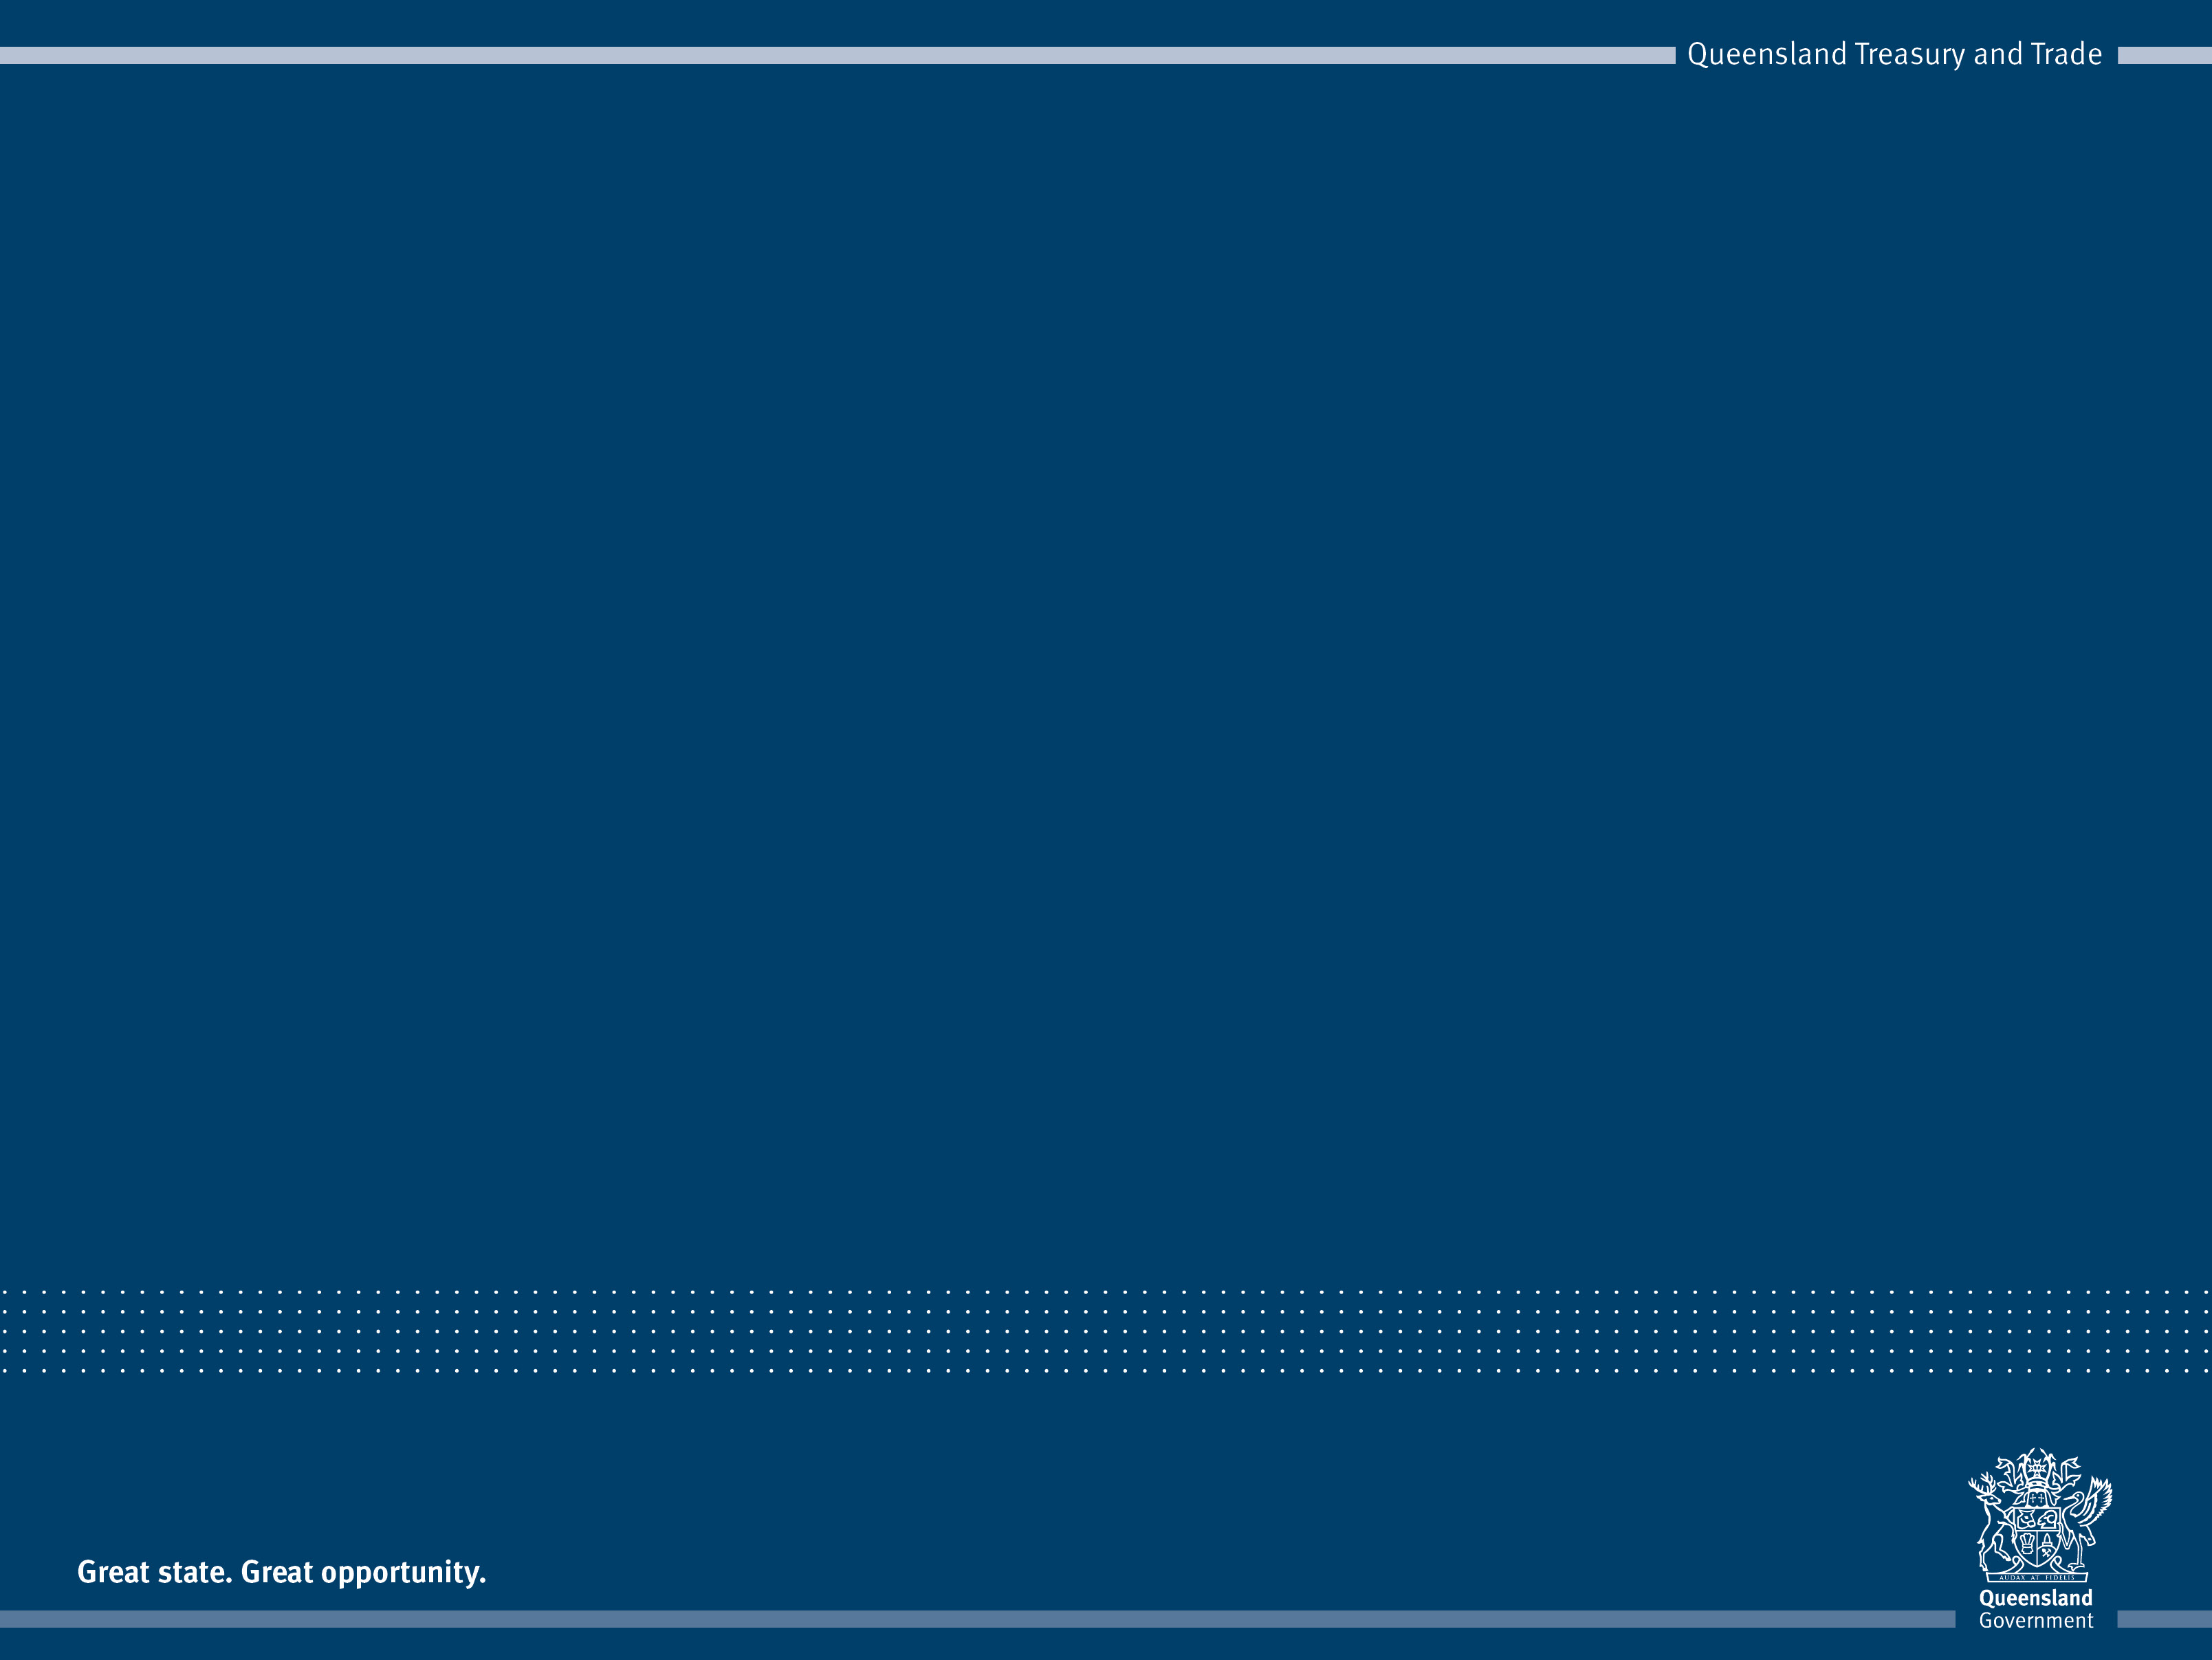 Queensland Treasury and Trade
Great state. Great opportunity.
AUDAX AT FIDELIS
Queensland
Government